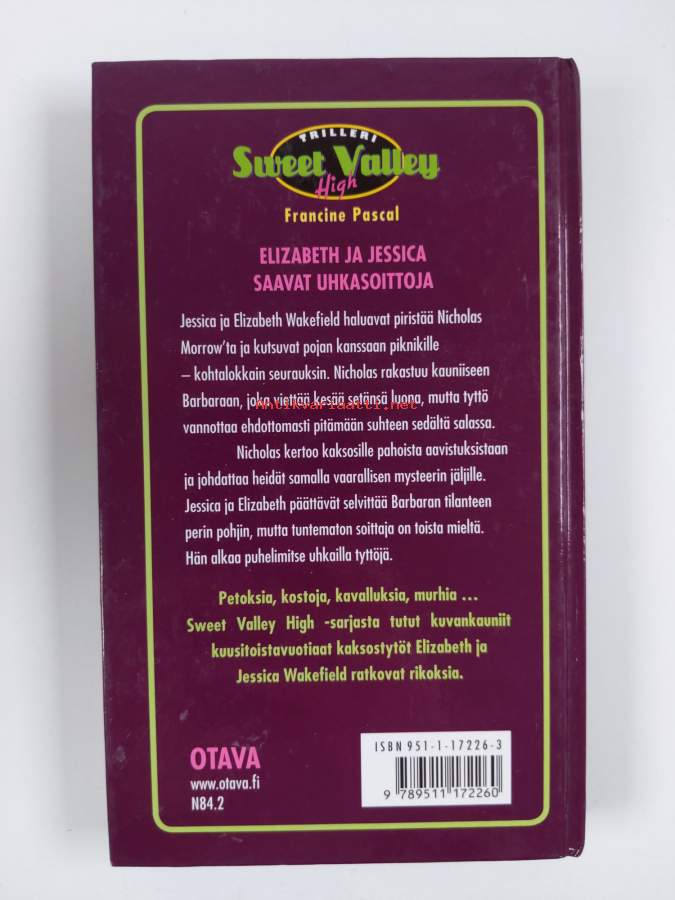 TRILLERI
Sweet Valley
High
Francine Pascal
ELIZABETH JA JESSICA
SAAVAT UHKASOITTOJA
Jessica ja Elizabeth Wakefield haluavat piristää Nicholas
Morrow'ta ja kutsuvat pojan kanssaan piknikille
– kohtalokkain seurauksin. Nicholas rakastuu kauniiseen
Barbaraan, joka viettää kesää setänsä luona, mutta tyttö
Antikvariaatti.net
vannottaa ehdottomasti pitämään suhteen sedältä salassa.
Nicholas kertoo kaksosille pahoista aavistuksistaan
ja johdattaa heidät samalla vaarallisen mysteerin jäljille.
Jessica ja Elizabeth päättävät selvittää Barbaran tilanteen
perin pohjin, mutta tuntematon soittaja on toista mieltä.
Hän alkaa puhelimitse uhkailla tyttöjä.
Petoksia, kostoja, kavalluksia, murhia ...
Sweet Valley High -sarjasta tutut kuvankauniit
kuusitoistavuotiaat kaksostytöt Elizabeth ja
Jessica Wakefield ratkovat rikoksia.
OTAVA
www.otava.fi
N84.2
ISBN 951-1-17226-3
9 789511 172260